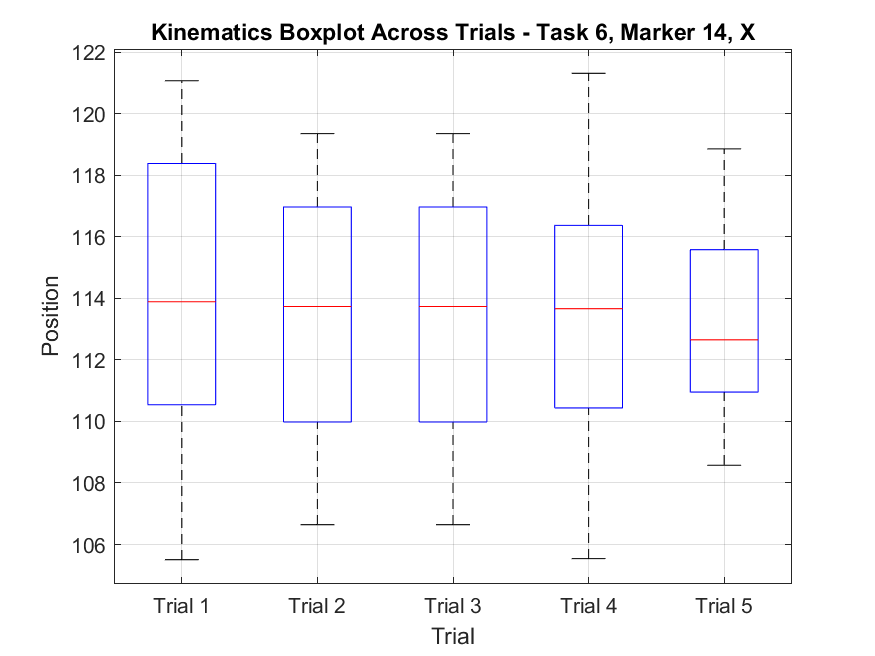 Kinematics Boxplot Across Trials - Task 6, Marker 14, X
122
120
118
116
114
112
110
108
106
Position
Trial 1 Trial 2 Trial 3 Trial 4 Trial 5
Trial